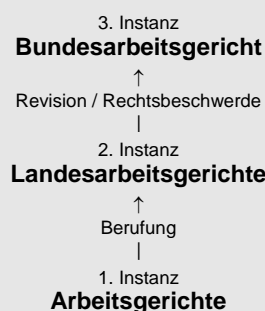 3. Instanz
Bundesarbeitsgericht
↑
Revision / Rechtsbeschwerde
|
2. Instanz
Landesarbeitsgerichte
↑
Berufung
|
1. Instanz
Arbeitsgerichte